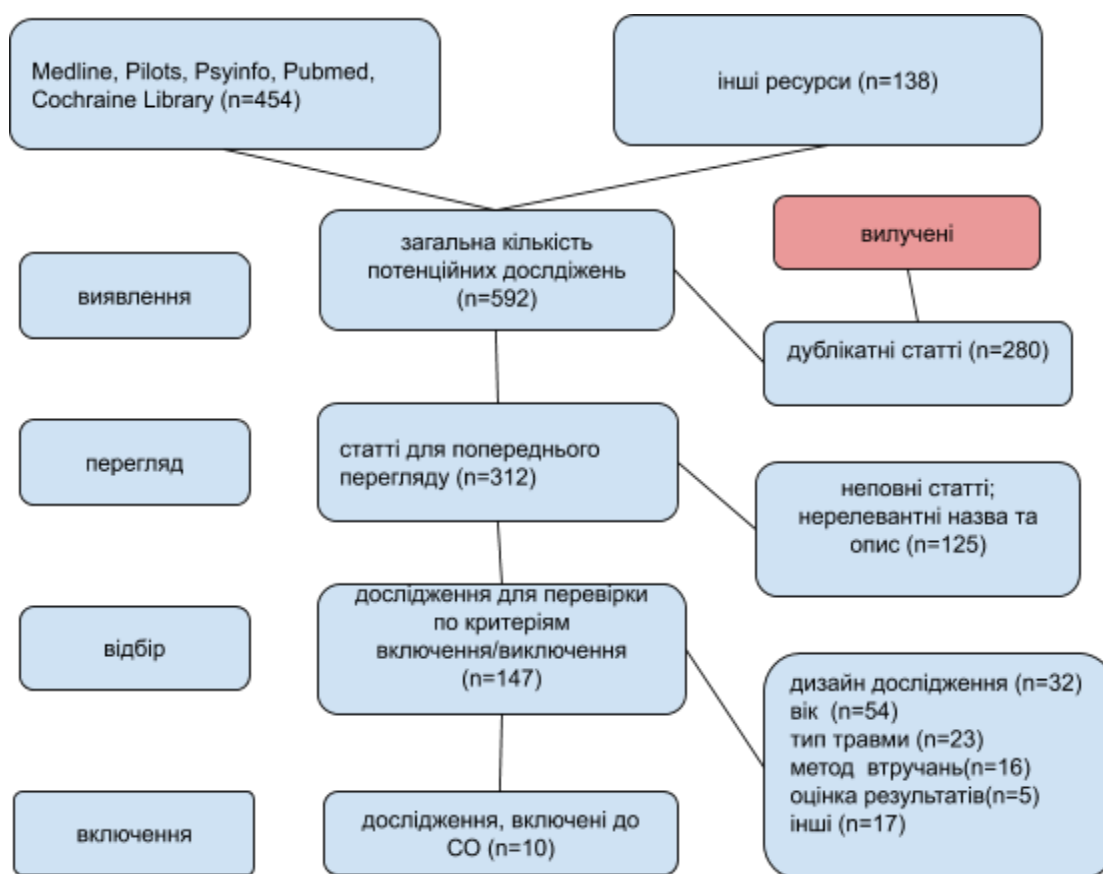 Medline, Pilots, Psyinfo, Pubmed,
Cochraine Library (n=454)
інші ресурси (n=138)
загальна кількість
потенційних дослдіжень
(n=592)
вилучені
виявлення
дублікатні статті (n=280)
перегляд
статті для попереднього
перегляду (n=312)
неповні статті;
нерелевантні назва та
опис (n=125)
відбір
дослідження для перевірки
по критеріям
включення/виключення
(n=147)
дизайн дослідження (n=32)
вік (n=54)
тип травми (n=23)
метод втручань(n=16)
оцінка результатів(n=5)
інші (n=17)
включення
дослідження, включені до
СО (n=10)